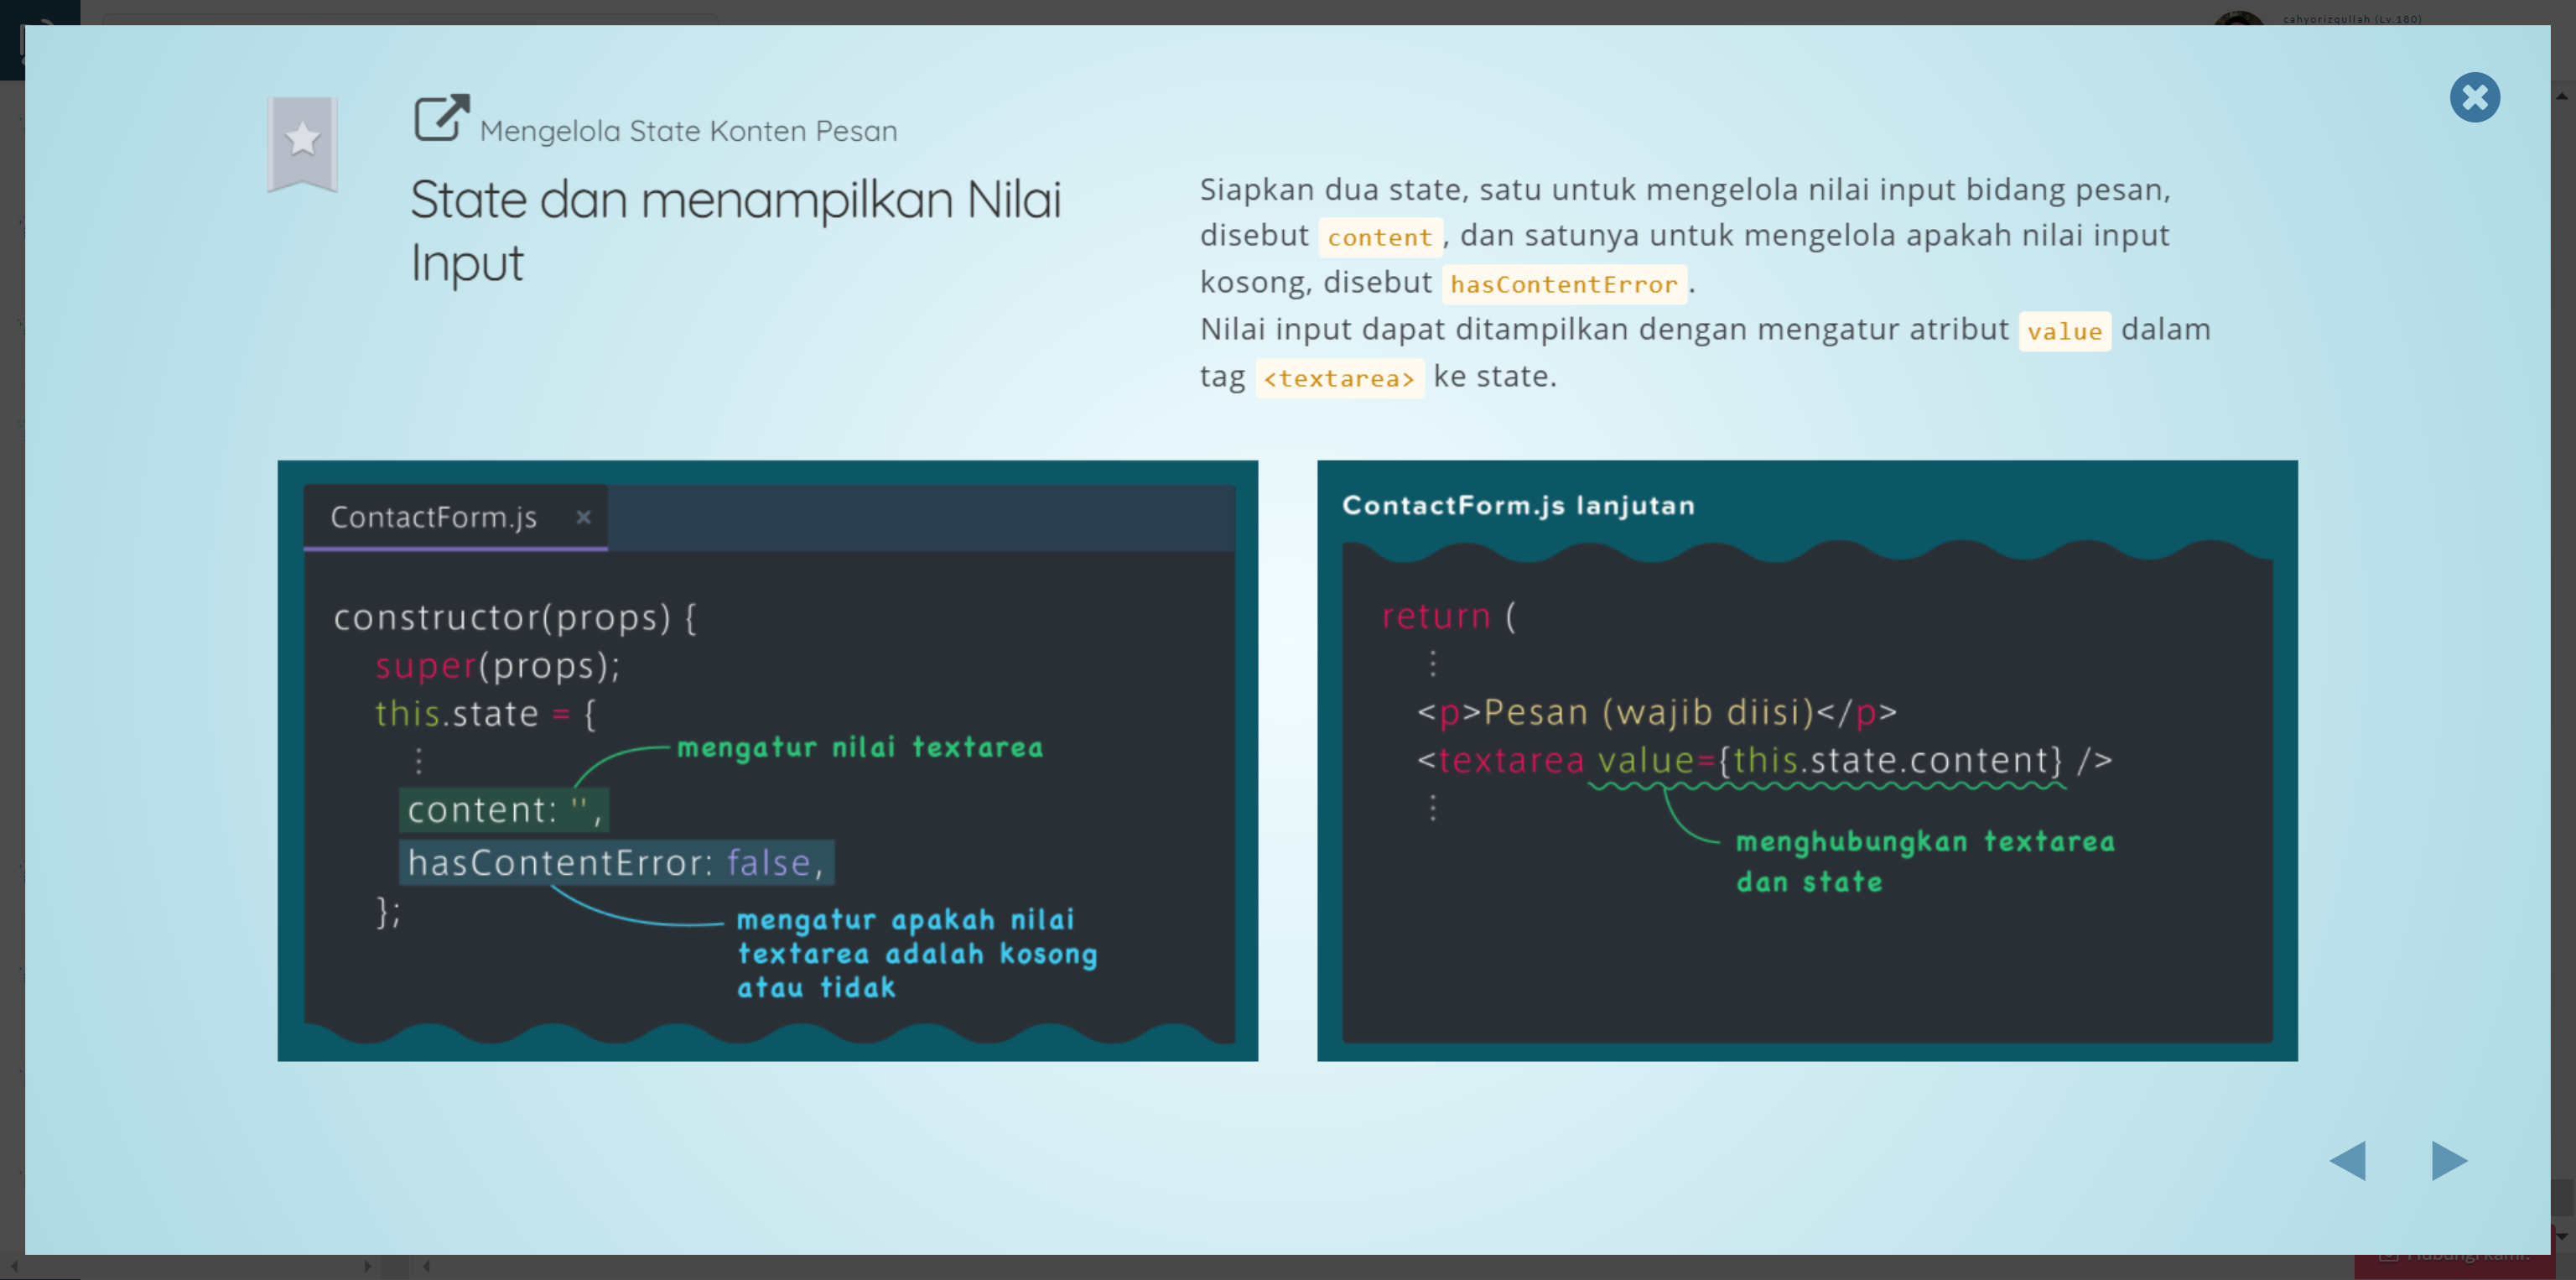 cahyorizqullah (Lv.180)
Mengelola State Konten Pesan
State dan menampilkan Nilai
Input
Siapkan dua state, satu untuk mengelola nilai input bidang pesan,
disebut content, dan satunya untuk mengelola apakah nilai input
kosong, disebut hasContentError.
Nilai input dapat ditampilkan dengan mengatur atribut value dalam
tag <textarea> ke state.
ContactForm.js ×
constructor(props) {
super(props);
this.state = {
⋮
mengatur nilai textarea
content: '',
hasContentError: false,
};
mengatur apakah nilai
textarea adalah kosong
atau tidak
ContactForm.js lanjutan
return (
⋮
<p>Pesan (wajib diisi)</p>
<textarea value={this.state.content} />
⋮
menghubungkan textarea
dan state
Hubungi kami.